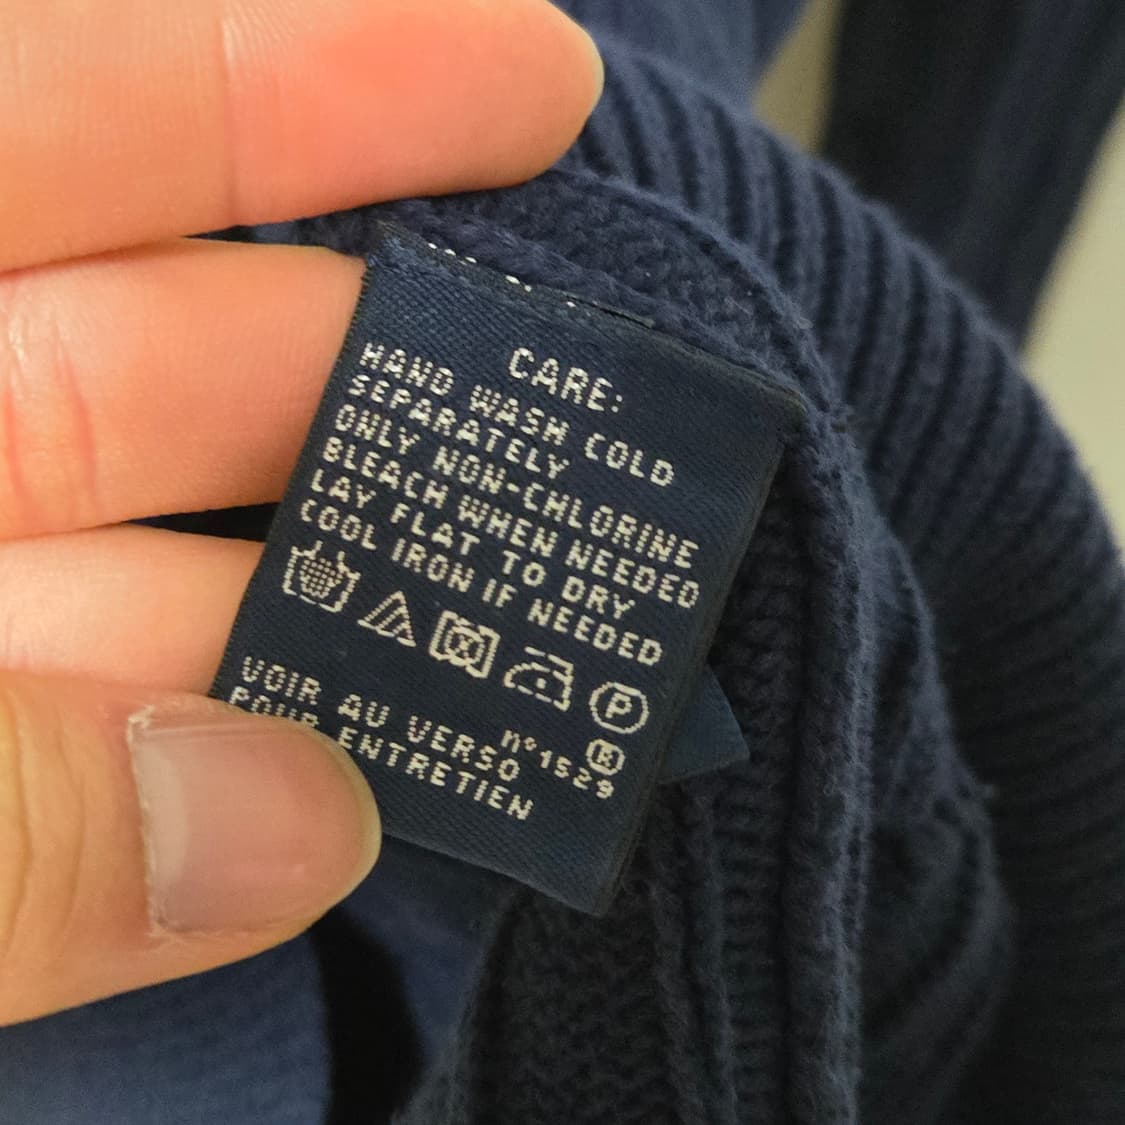 CARE:
HAND WASH COLD
SEPARATELY
ONLY NON-CHLORINE
BLEACH WHEN NEEDED
LAY FLAT TO DRY
COOL IRON IF NEEDED
P
VOIR AU VERSO
POUR ENTRETIEN
n°1529
®